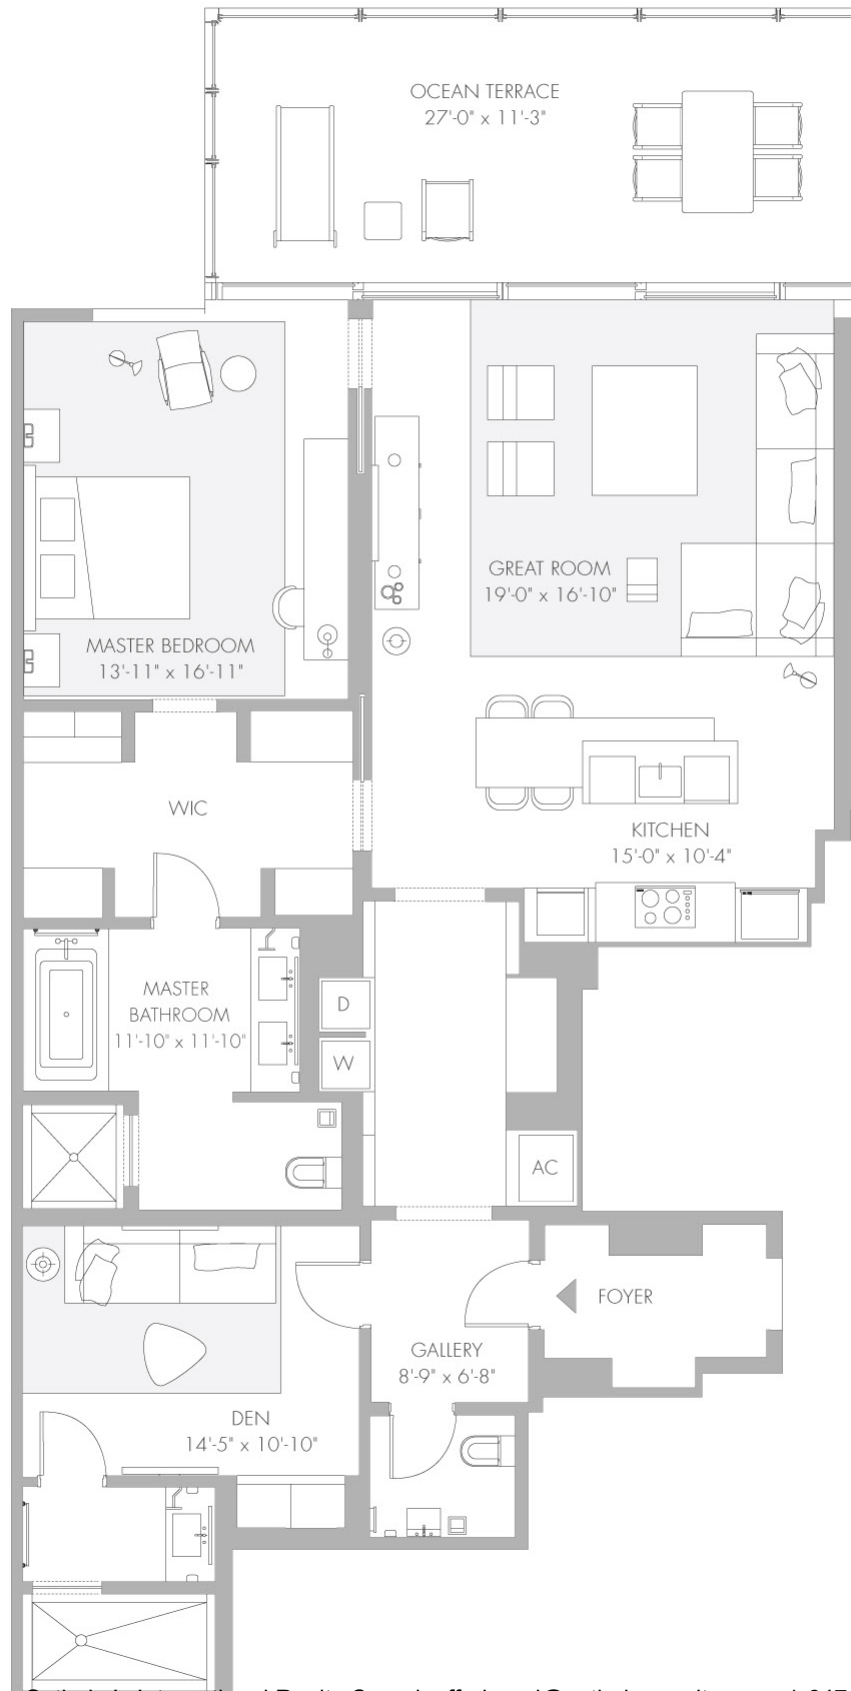 OCEAN TERRACE
27'-0" x 11'-3"
GREAT ROOM
19'-0" x 16'-10"
MASTER BEDROOM
13'-11" x 16'-11"
WIC
KITCHEN
15'-0" x 10'-4"
MASTER
BATHROOM
11'-10" x 11'-10"
D
W
AC
FOYER
GALLERY
8'-9" x 6'-8"
DEN
14'-5" x 10'-10"